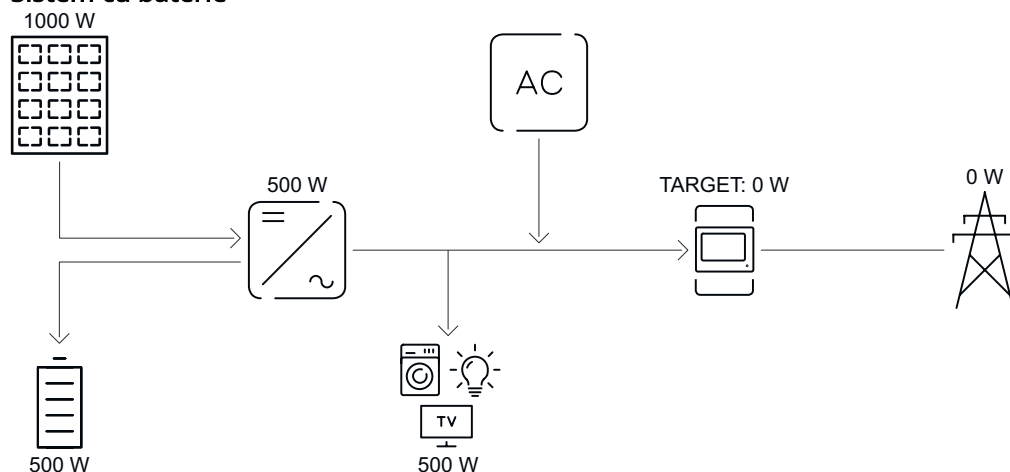 Sistem cu baterie
1000 W
AC
500 W
TARGET: 0 W
0 W
TV
500 W
500 W